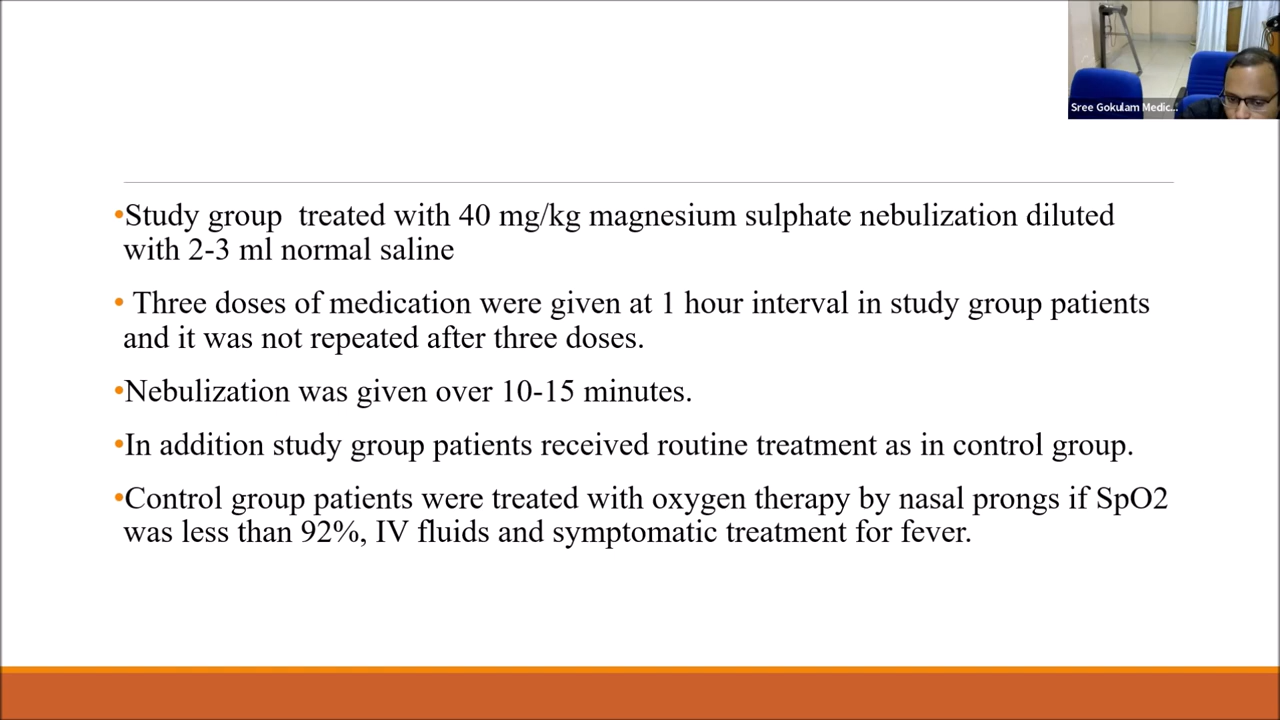 Sree Gokulam Medic...
•Study group  treated with 40 mg/kg magnesium sulphate nebulization diluted
with 2-3 ml normal saline
• Three doses of medication were given at 1 hour interval in study group patients
and it was not repeated after three doses.
•Nebulization was given over 10-15 minutes.
•In addition study group patients received routine treatment as in control group.
•Control group patients were treated with oxygen therapy by nasal prongs if SpO2
was less than 92%, IV fluids and symptomatic treatment for fever.